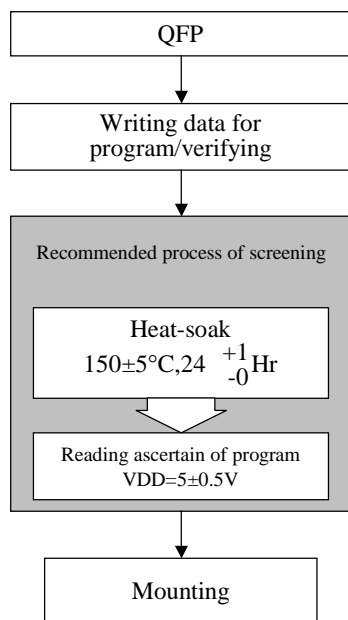 QFP
Writing data for
program/verifying
Recommended process of screening
Heat-soak
150±5°C,24 +1 -0 Hr
Reading ascertain of program
VDD=5±0.5V
Mounting